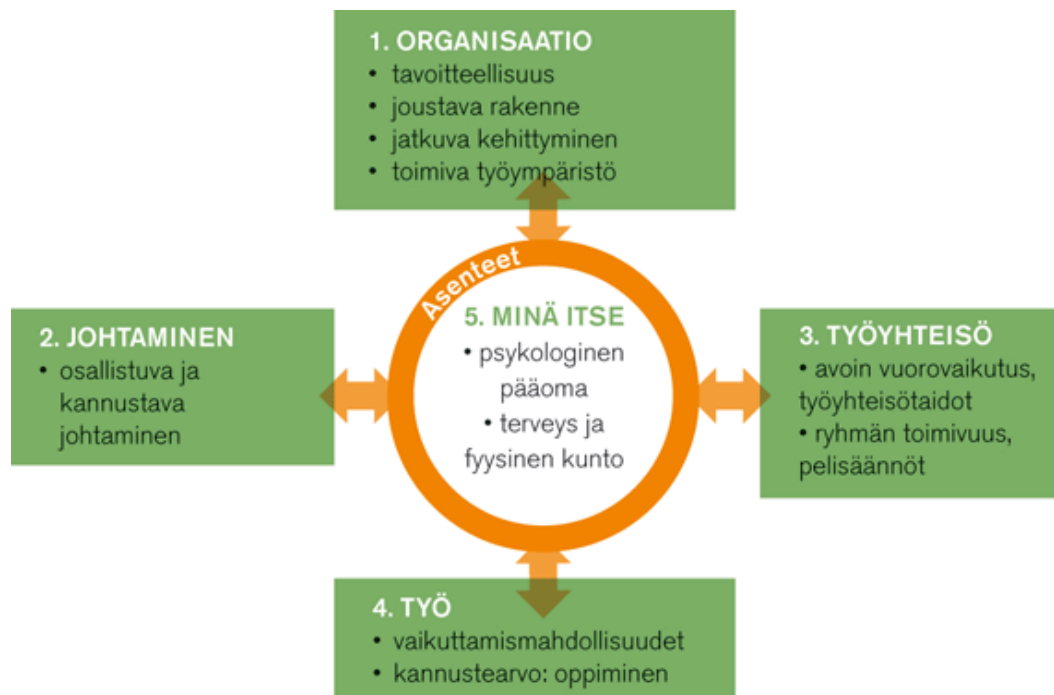 1. ORGANISAATIO
• tavoitteellisuus
• joustava rakenne
• jatkuva kehittyminen
• toimiva työympäristö
Asenteet
2. JOHTAMINEN
• osallistuva ja
kannustava
johtaminen
5. MINÄ ITSE
• psykologinen
pääoma
• terveys ja
fyysinen kunto
3. TYÖYHTEISÖ
• avoin vuorovaikutus,
työyhteisötaidot
• ryhmän toimivuus,
pelisäännöt
4. TYÖ
• vaikuttamismahdollisuudet
• kannustearvo: oppiminen